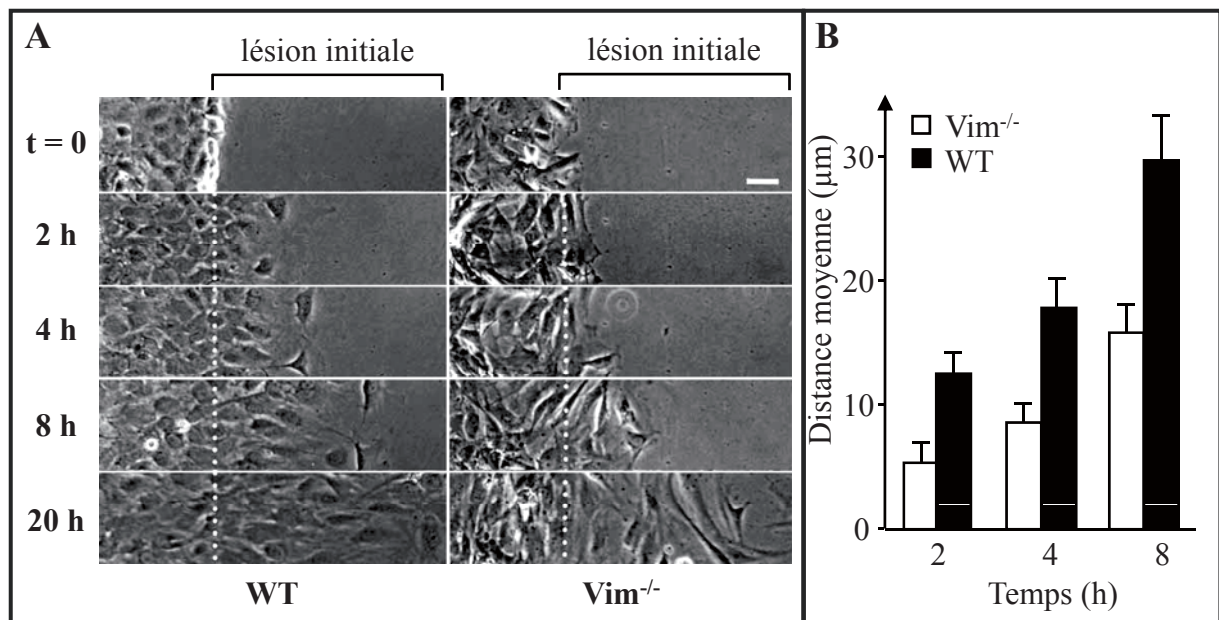 A
lésion initiale
lésion initiale
t = 0
2 h
4 h
8 h
20 h
WT
Vim-/-
B
Vim-/-
WT
Distance moyenne (µm)
30
20
10
0
2 4 8
Temps (h)